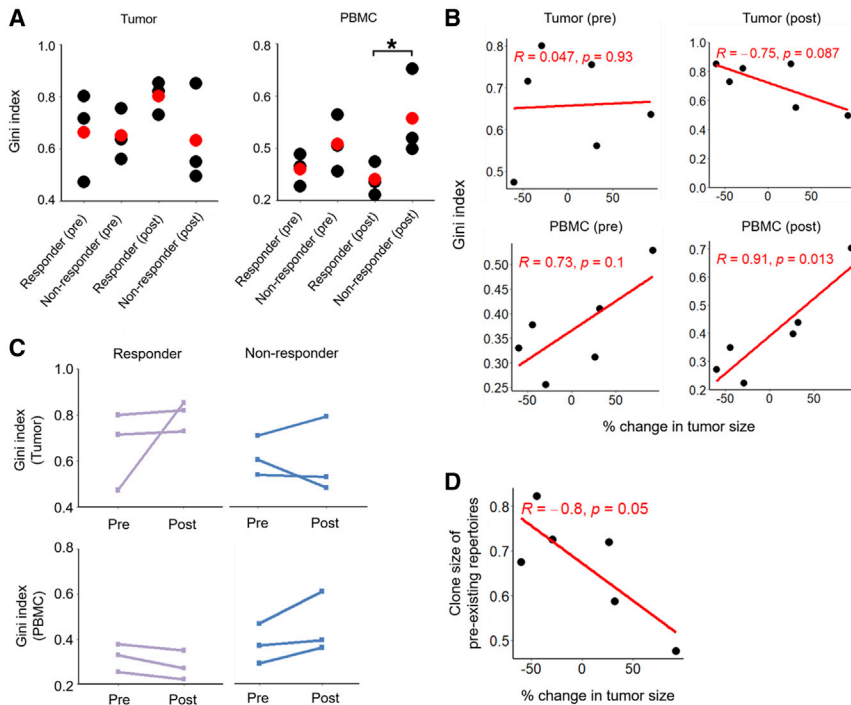 A
Tumor
PBMC
Gini index
1.0
0.8
0.6
0.4
0.8
0.6
0.5
0.2
*
Responder (pre)
Non-responder (pre)
Responder (post)
Non-responder (post)
Responder (pre)
Non-responder (pre)
Responder (post)
Non-responder (post)
B
Tumor (pre)
Tumor (post)
R = 0.047, p = 0.93
R = −0.75, p = 0.087
0.8
0.7
0.6
0.5
1.0
0.8
0.6
0.4
0.2
0.0
-50
0
50
-50
0
50
Gini index
PBMC (pre)
PBMC (post)
R = 0.73, p = 0.1
R = 0.91, p = 0.013
0.50
0.45
0.40
0.35
0.30
0.25
0.7
0.6
0.5
0.4
0.3
0.2
-50
0
50
-50
0
50
% change in tumor size
C
Responder
Non-responder
Gini index
(Tumor)
1.0
0.8
0.6
0.4
Pre
Post
Pre
Post
Gini index
(PBMC)
0.8
0.6
0.4
0.2
Pre
Post
Pre
Post
D
R = −0.8, p = 0.05
Clone size of
pre-existing repertoires
0.8
0.7
0.6
0.5
-50
0
50
% change in tumor size